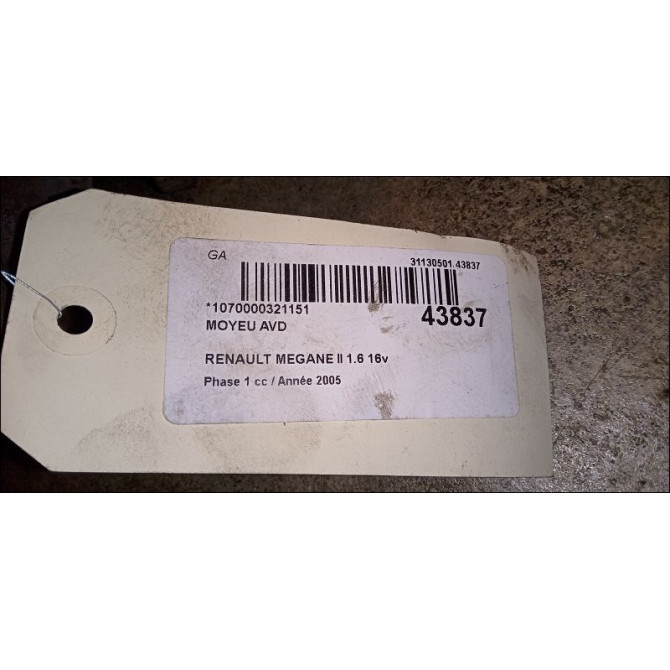 GA
31130501.43837
*1070000321151
43837
MOYEU AVD
RENAULT MEGANE II 1.6 16v
Phase 1 cc / Année 2005